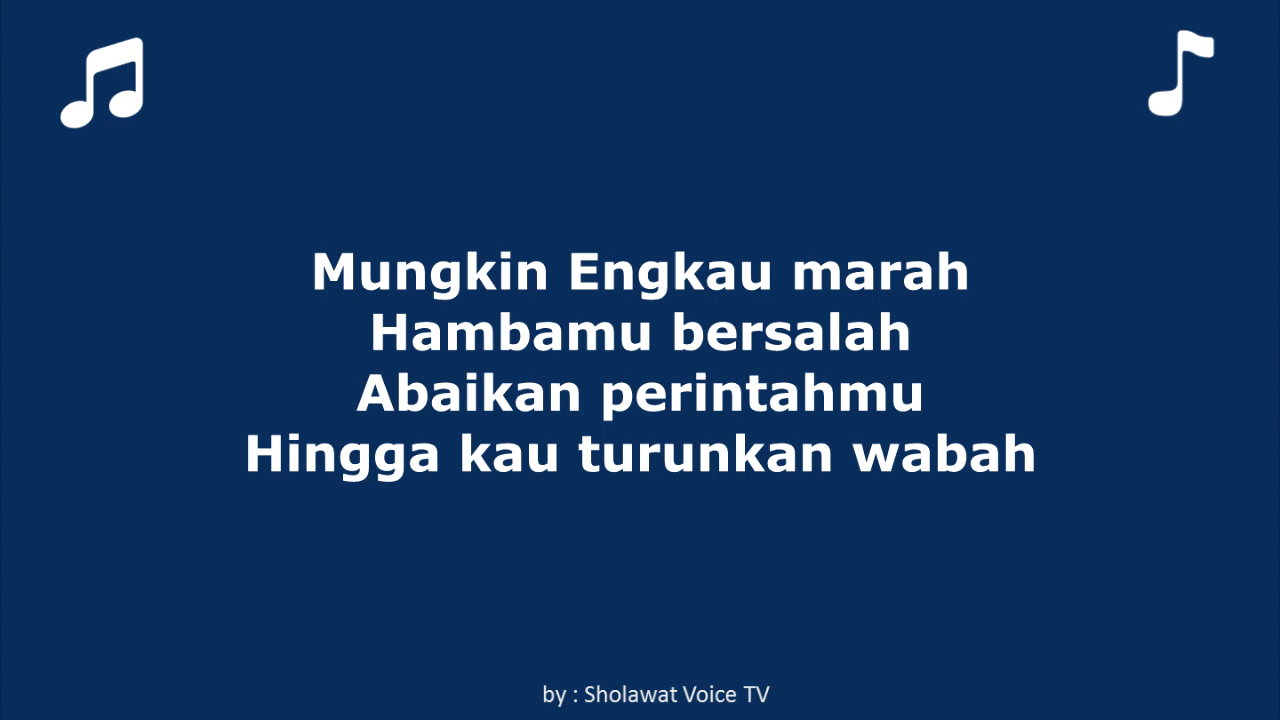 Mungkin Engkau marah
Hambamu bersalah
Abaikan perintahmu
Hingga kau turunkan wabah
by : Sholawat Voice TV